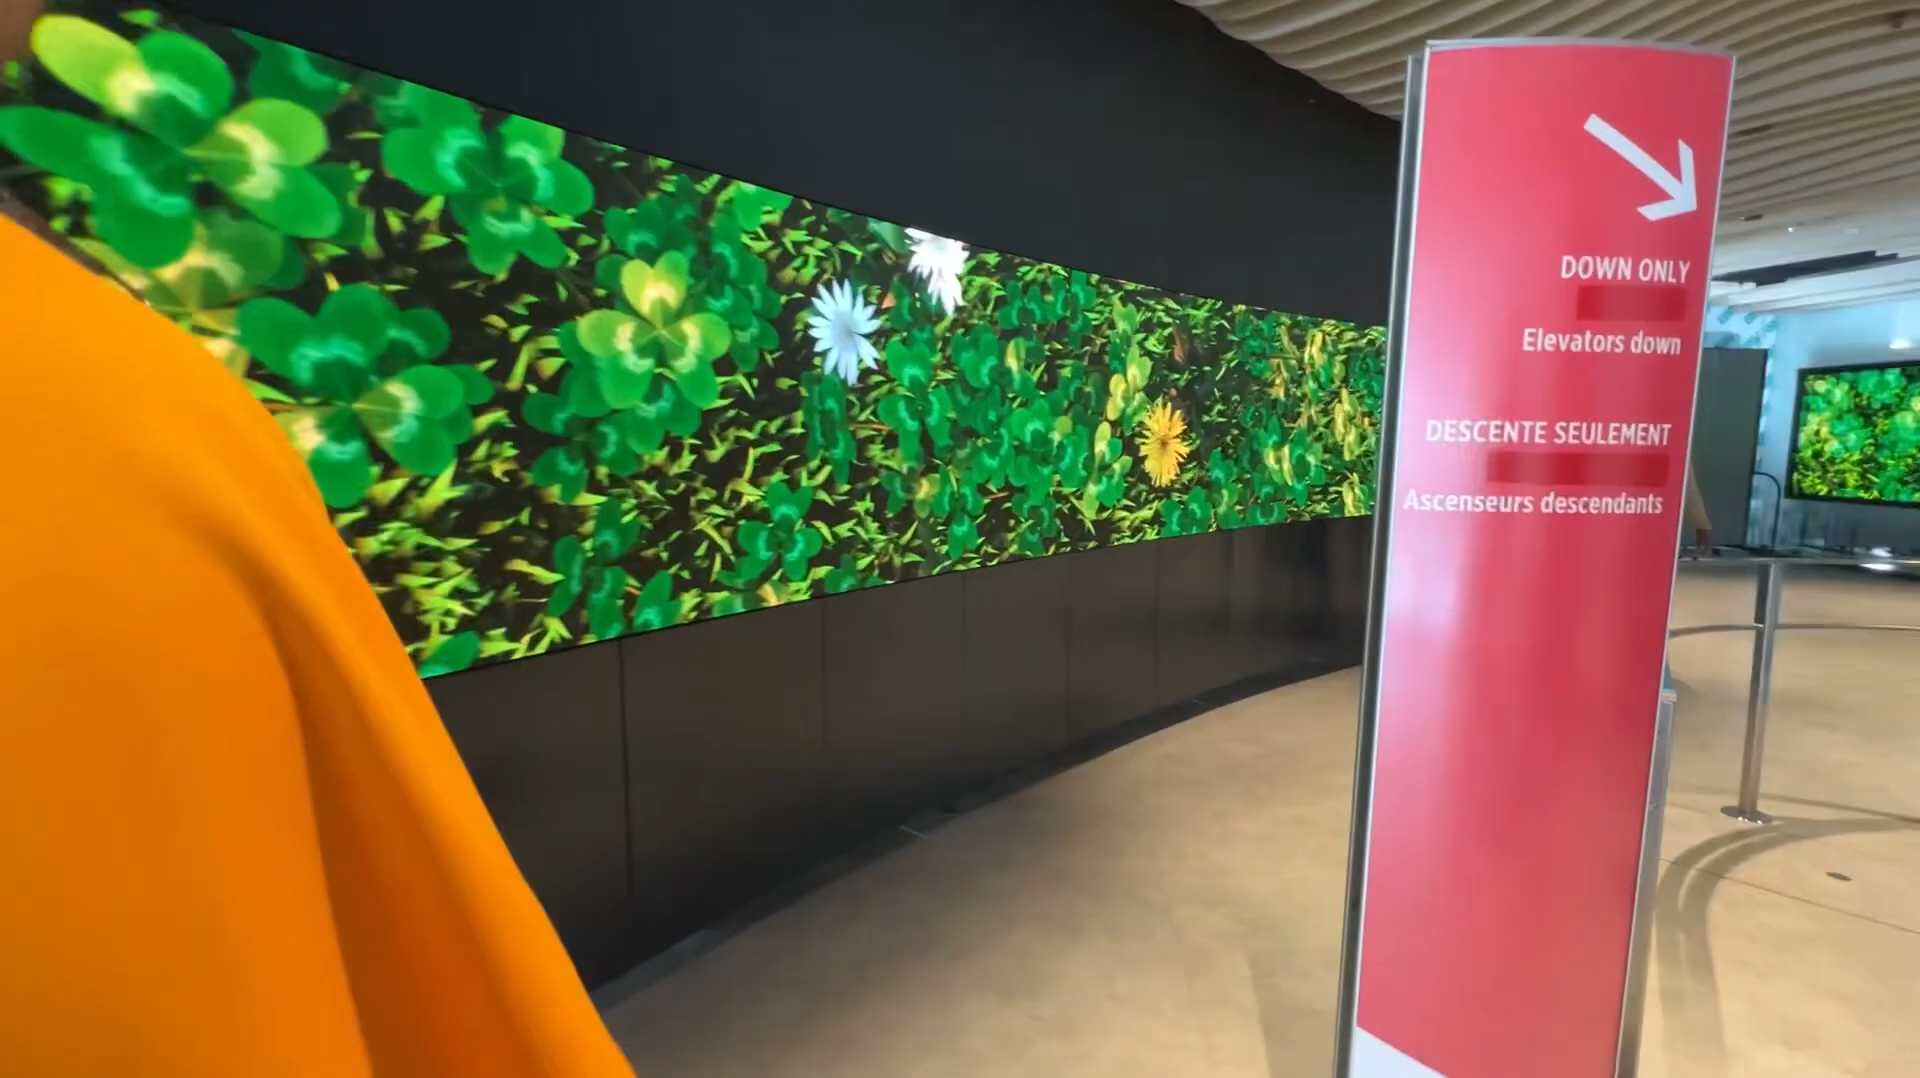 DOWN ONLY
Elevators down
DESCENTE SEULEMENT
Ascenseurs descendants